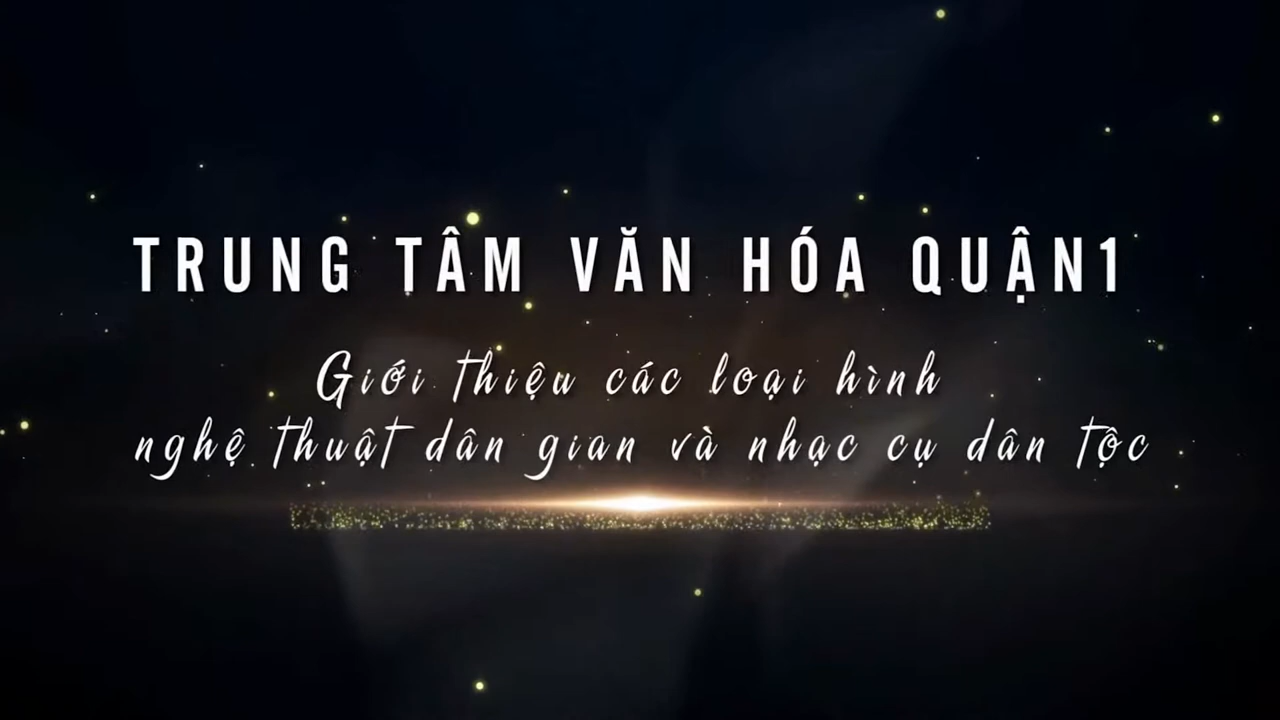 TRUNG TÂM VĂN HÓA QUẬN1
Giới thiệu các loại hình
nghệ thuật dân gian và nhạc cụ dân tộc